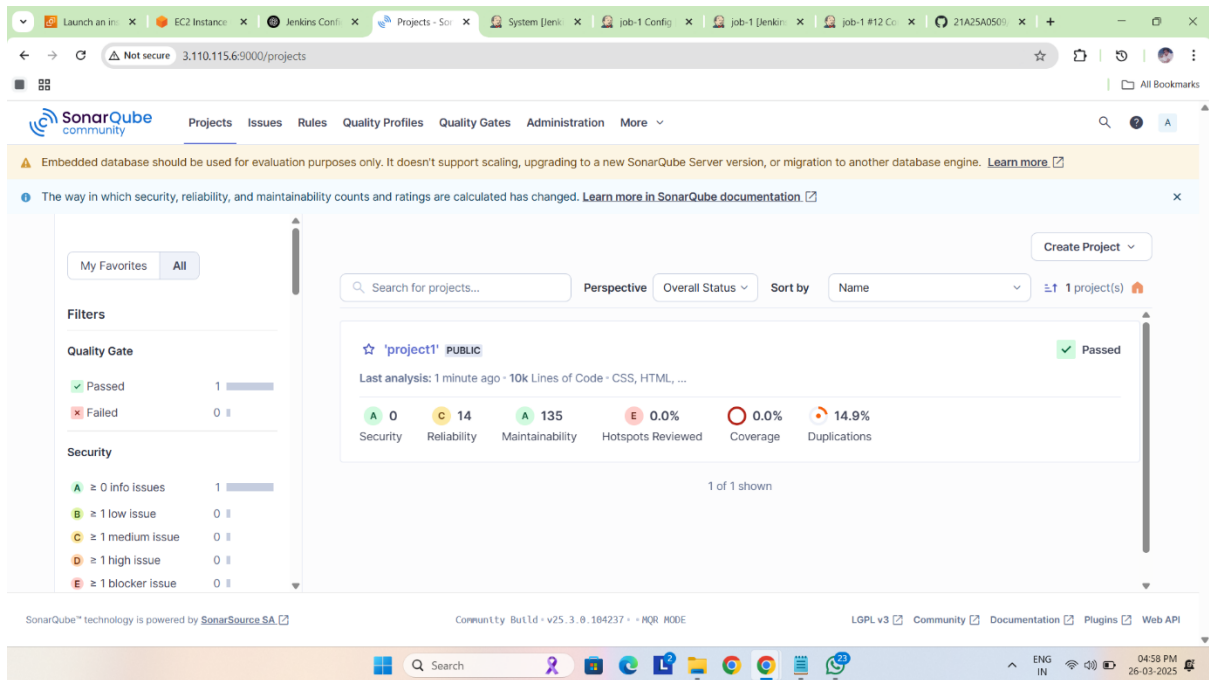 Launch an in
EC2 Instance
Jenkins Confi
Projects - Son
System [Jenki
job-1 Config
job-1 [Jenkins
job-1 #12 Co
21A25A0509
Not secure 3.110.115.6:9000/projects
All Bookmarks
SonarQube
community
Projects Issues Rules Quality Profiles Quality Gates Administration More
A
Embedded database should be used for evaluation purposes only. It doesn't support scaling, upgrading to a new SonarQube Server version, or migration to another database engine. Learn more
The way in which security, reliability, and maintainability counts and ratings are calculated has changed. Learn more in SonarQube documentation
Create Project
My Favorites All
Search for projects... Perspective Overall Status Sort by Name 1 project(s)
Filters
Quality Gate
Passed 1
Failed 0
Security
A ≥ 0 info issues 1
B ≥ 1 low issue 0
C ≥ 1 medium issue 0
D ≥ 1 high issue 0
E ≥ 1 blocker issue 0
'project1' PUBLIC Passed
Last analysis: 1 minute ago · 10k Lines of Code · CSS, HTML, ...
A 0 C 14 A 135 E 0.0% 0.0% 14.9%
Security Reliability Maintainability Hotspots Reviewed Coverage Duplications
1 of 1 shown
SonarQube™ technology is powered by SonarSource SA Community Build · v25.3.0.104237 · · MQR MODE LGPL v3 Community Documentation Plugins Web API
Search 2 23 ENG 04:58 PM
IN 26-03-2025